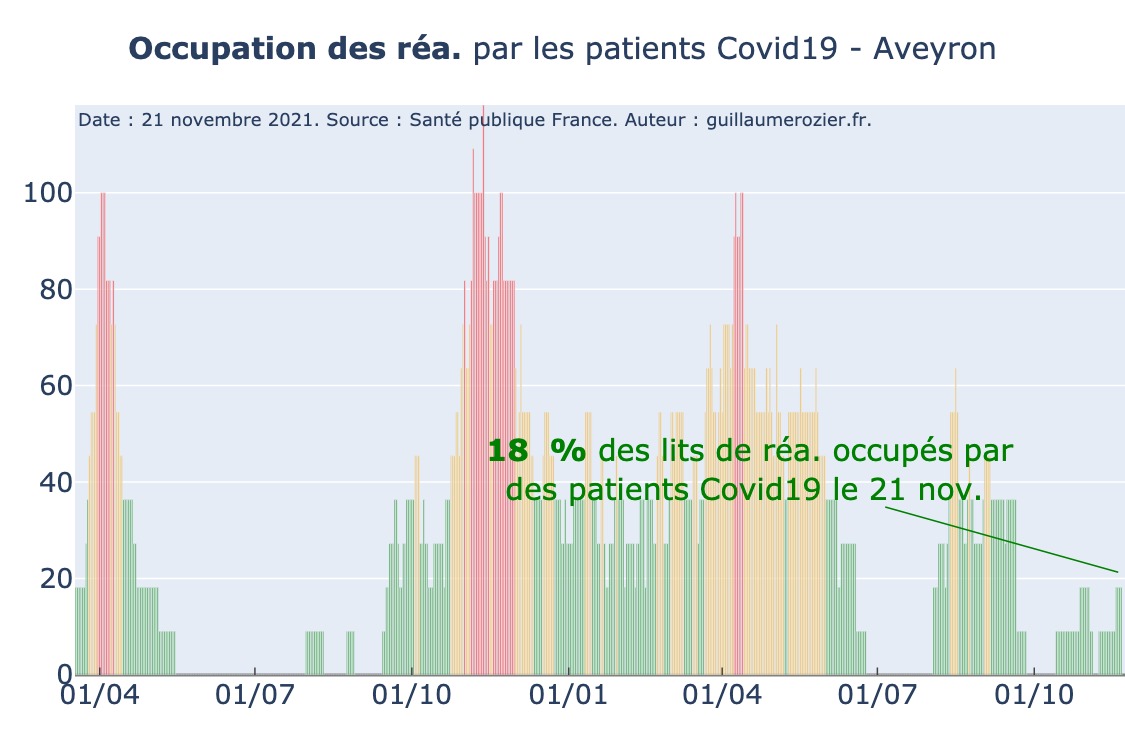 Occupation des réa. par les patients Covid19 - Aveyron
Date : 21 novembre 2021. Source : Santé publique France. Auteur : guillaumerozier.fr.
100
80
60
40
20
0
18 % des lits de réa. occupés par
des patients Covid19 le 21 nov.
01/04 01/07 01/10 01/01 01/04 01/07 01/10